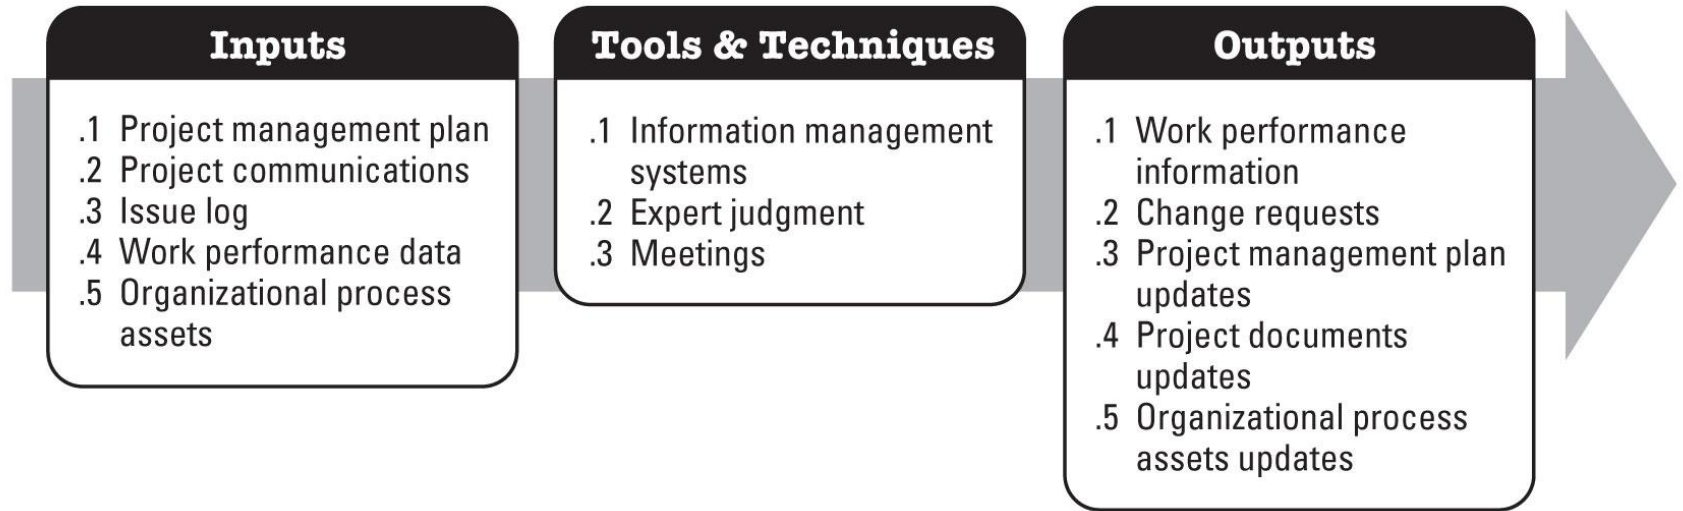 Inputs
.1 Project management plan
.2 Project communications
.3 Issue log
.4 Work performance data
.5 Organizational process
assets
Tools & Techniques
.1 Information management
systems
.2 Expert judgment
.3 Meetings
Outputs
.1 Work performance
information
.2 Change requests
.3 Project management plan
updates
.4 Project documents
updates
.5 Organizational process
assets updates